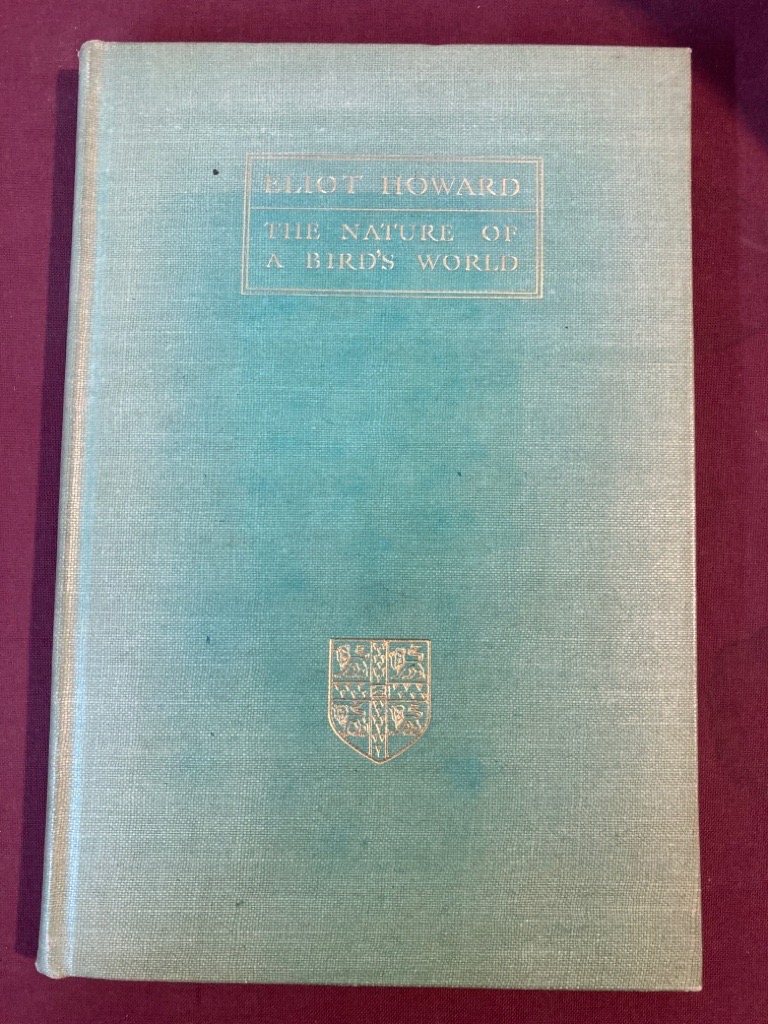 ELIOT HOWARD
THE NATURE OF
A BIRD'S WORLD